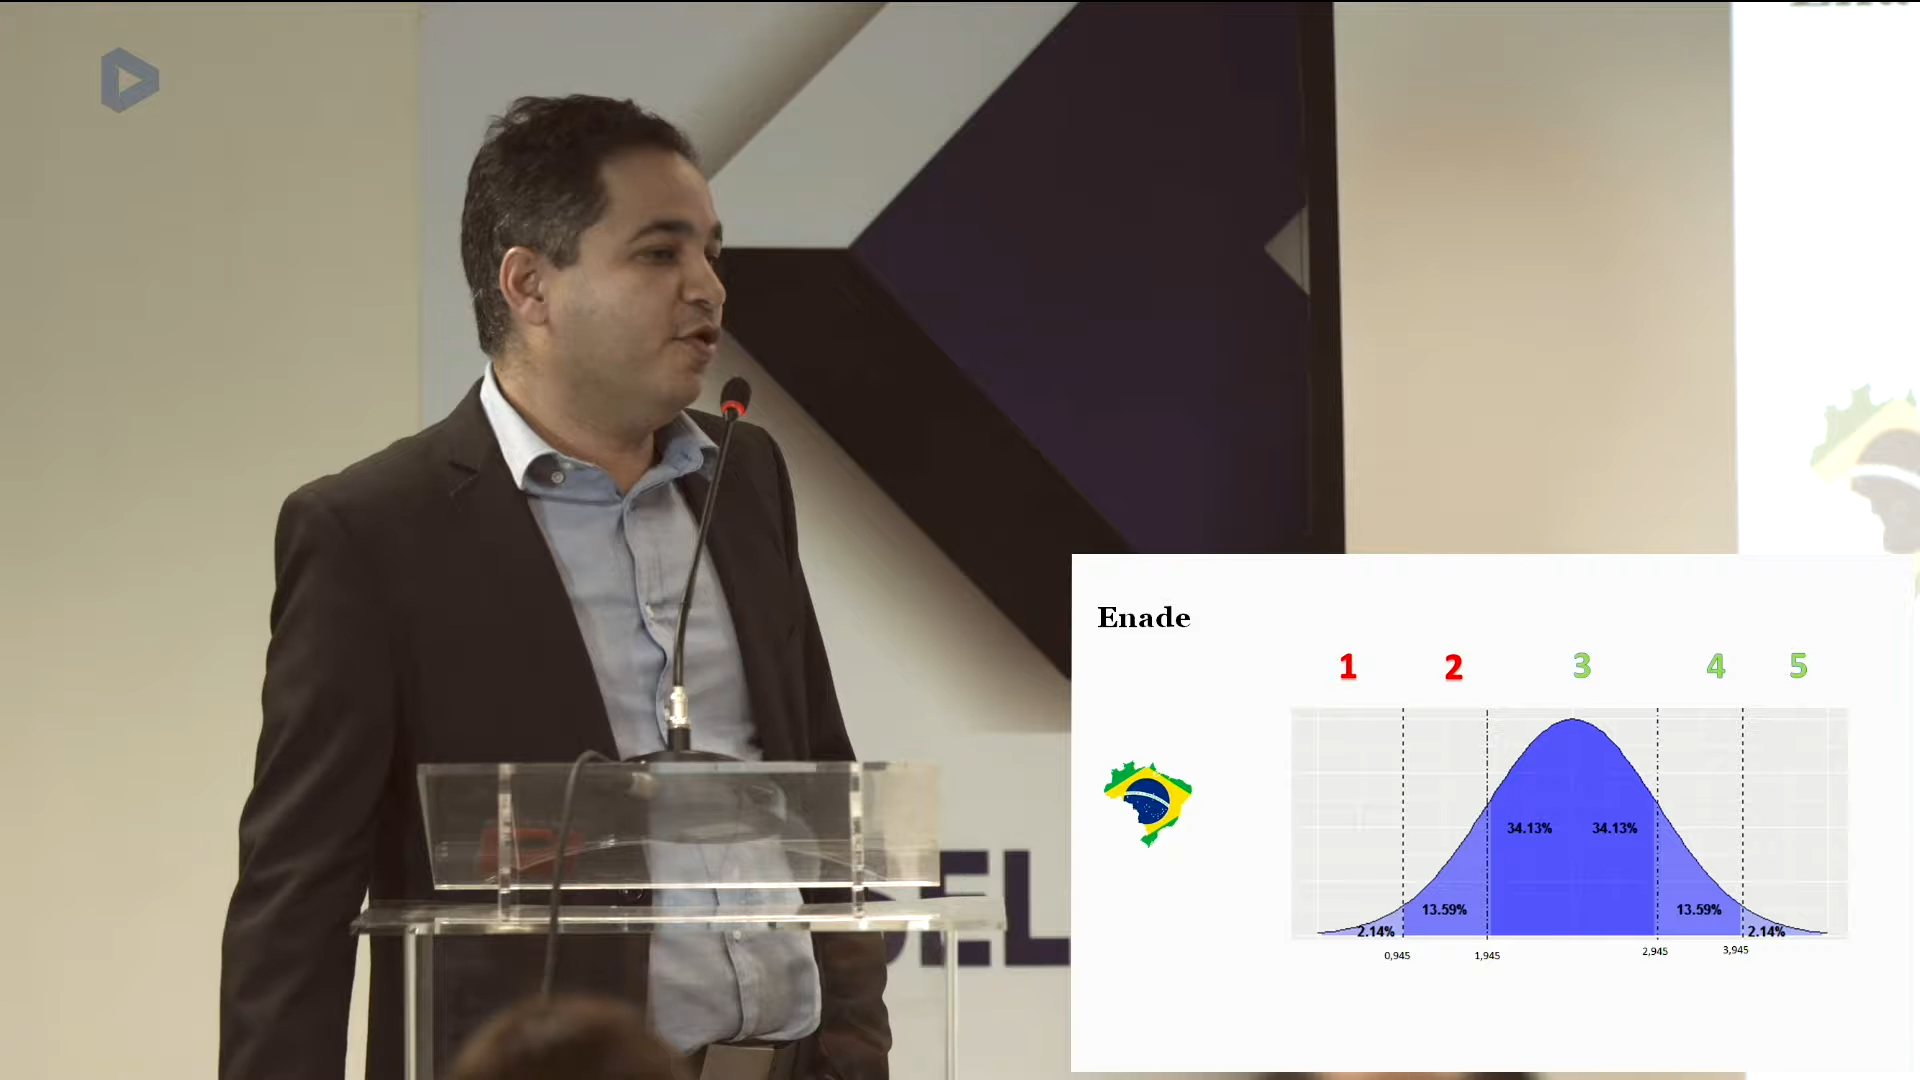 Enade
1 2 3 4 5
34.13% 34.13%
13.59% 13.59%
2.14% 2.14%
0,945 1,945 2,945 3,945